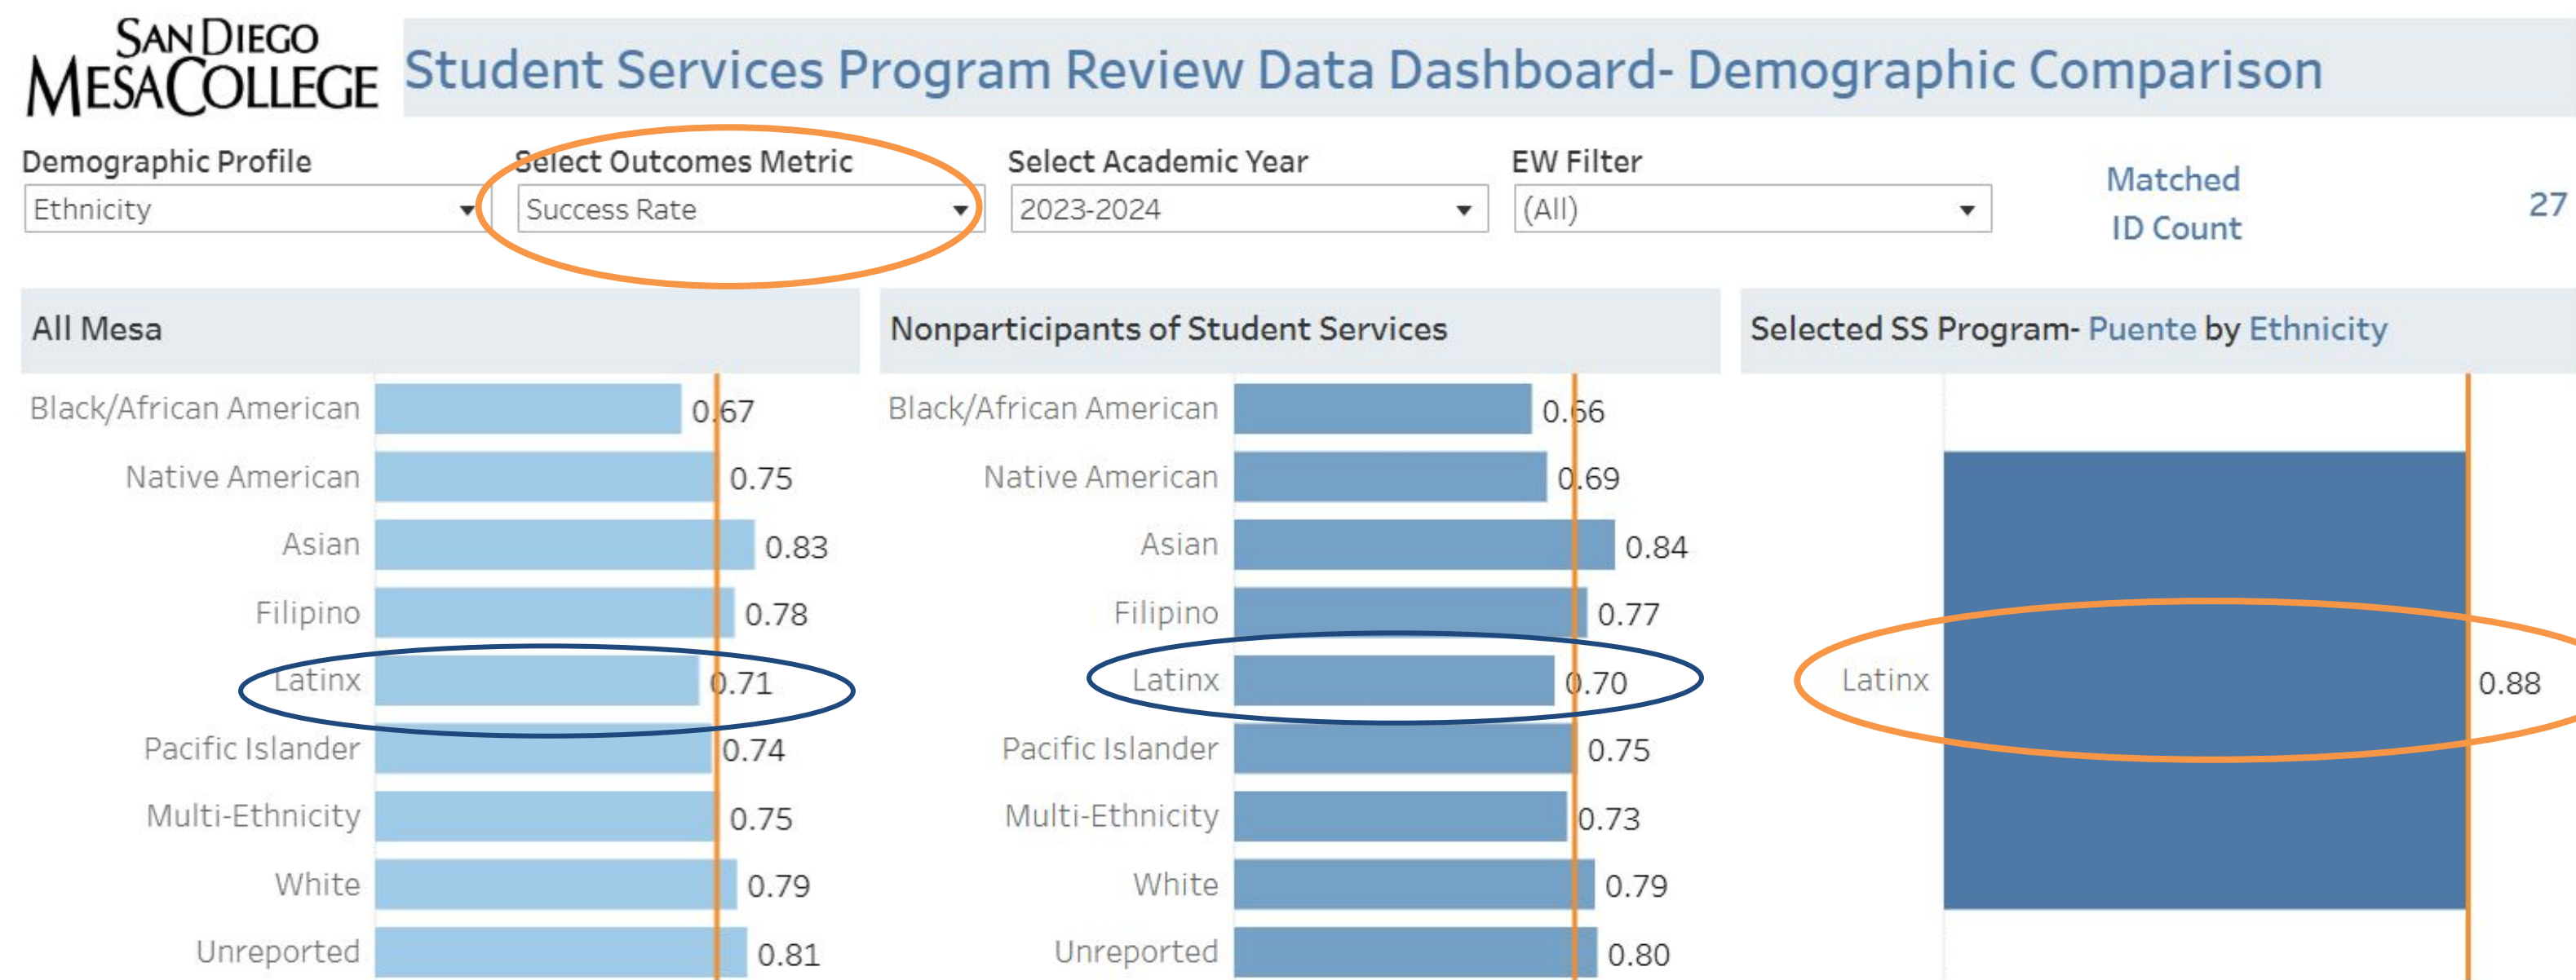 SAN DIEGO
MESA COLLEGE
Student Services Program Review Data Dashboard- Demographic Comparison
Demographic Profile
Ethnicity
Select Outcomes Metric
Success Rate
Select Academic Year
2023-2024
EW Filter
(All)
Matched
ID Count
27
All Mesa
Black/African American 0.67
Native American 0.75
Asian 0.83
Filipino 0.78
Latinx 0.71
Pacific Islander 0.74
Multi-Ethnicity 0.75
White 0.79
Unreported 0.81
Nonparticipants of Student Services
Black/African American 0.66
Native American 0.69
Asian 0.84
Filipino 0.77
Latinx 0.70
Pacific Islander 0.75
Multi-Ethnicity 0.73
White 0.79
Unreported 0.80
Selected SS Program- Puente by Ethnicity
Latinx 0.88